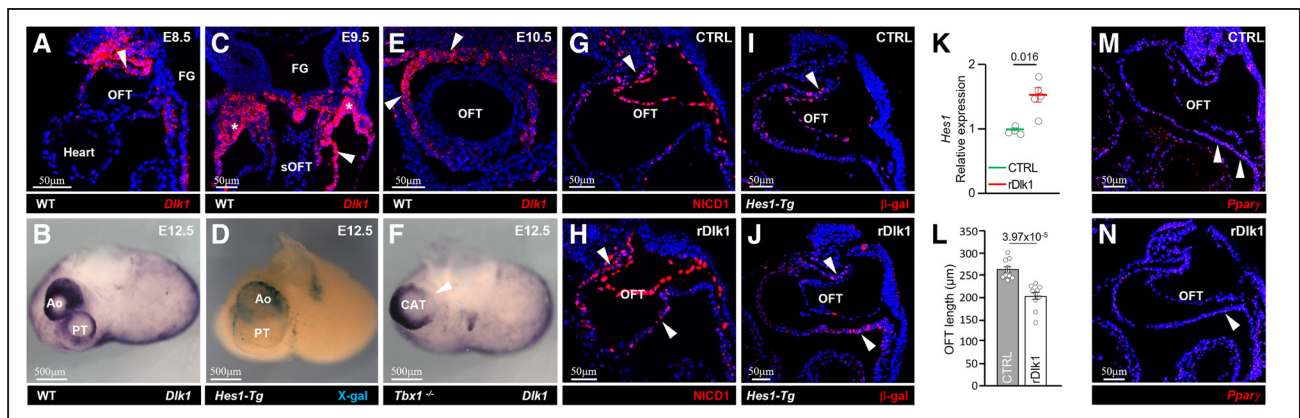 A E8.5
FG
OFT
Heart
50μm
WT Dlk1
C E9.5
FG
*
*
sOFT
50μm
WT Dlk1
E E10.5
OFT
50μm
WT Dlk1
G CTRL
OFT
50μm
NICD1
I CTRL
OFT
50μm
Hes1-Tg β-gal
K
0.016
2
1
0
Hes1
Relative expression
CTRL
rDlk1
M CTRL
OFT
50μm
Pparγ
B E12.5
Ao
PT
500μm
WT Dlk1
D E12.5
Ao
PT
500μm
Hes1-Tg X-gal
F E12.5
CAT
500μm
Tbx1 -/- Dlk1
H rDlk1
OFT
50μm
NICD1
J rDlk1
OFT
50μm
Hes1-Tg β-gal
L
3.97x10-5
350
300
250
200
150
100
50
0
OFT length (μm)
CTRL
rDlk1
N rDlk1
OFT
50μm
Pparγ